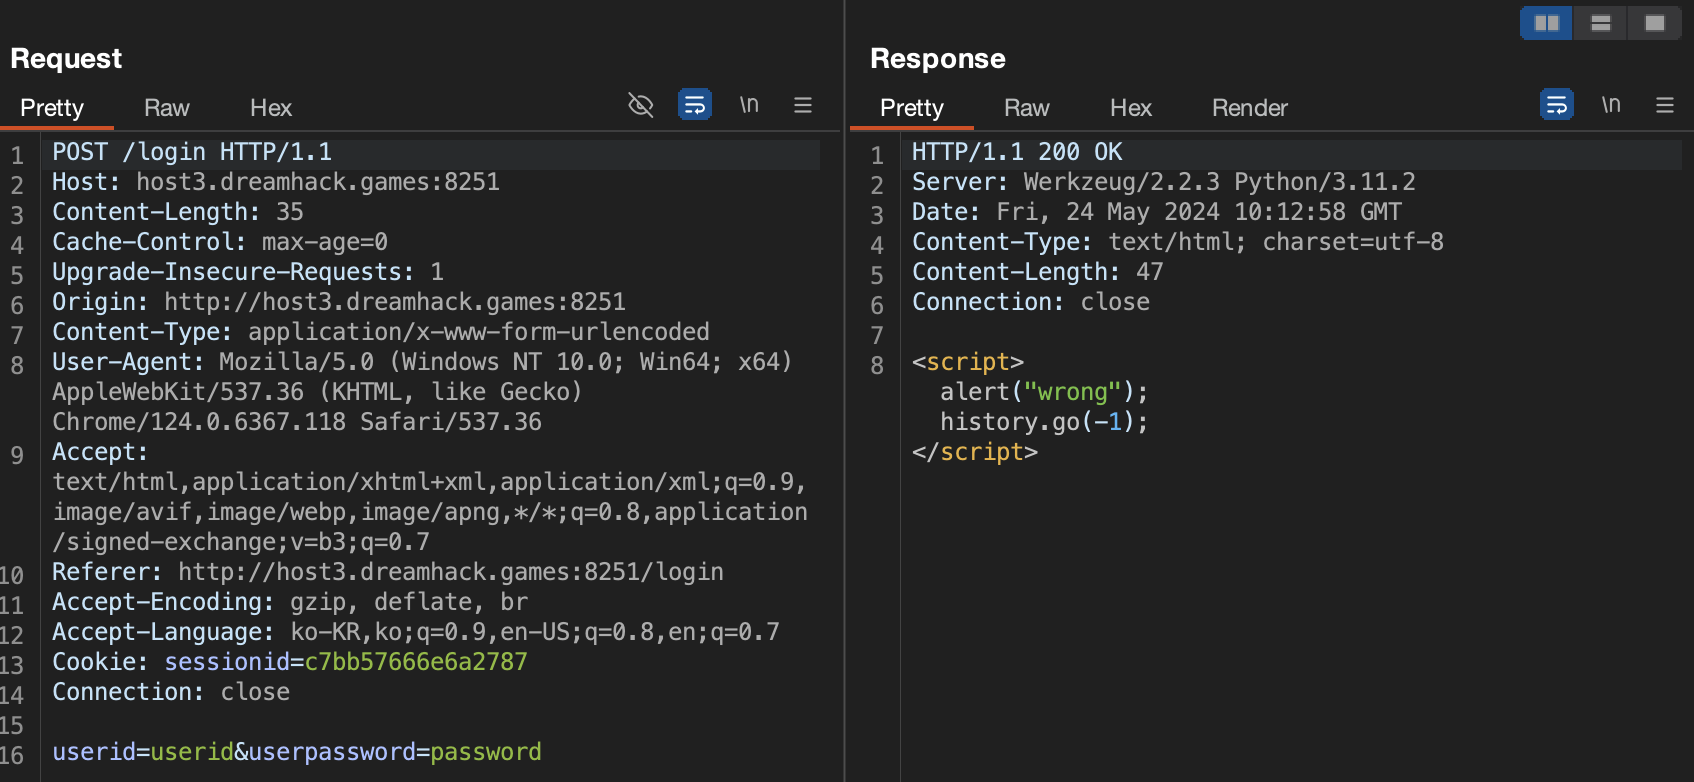 Request
Pretty Raw Hex \n
1 POST /login HTTP/1.1
2 Host: host3.dreamhack.games:8251
3 Content-Length: 35
4 Cache-Control: max-age=0
5 Upgrade-Insecure-Requests: 1
6 Origin: http://host3.dreamhack.games:8251
7 Content-Type: application/x-www-form-urlencoded
8 User-Agent: Mozilla/5.0 (Windows NT 10.0; Win64; x64)
AppleWebKit/537.36 (KHTML, like Gecko)
Chrome/124.0.6367.118 Safari/537.36
9 Accept:
text/html,application/xhtml+xml,application/xml;q=0.9,
image/avif,image/webp,image/apng,*/*;q=0.8,application
/signed-exchange;v=b3;q=0.7
10 Referer: http://host3.dreamhack.games:8251/login
11 Accept-Encoding: gzip, deflate, br
12 Accept-Language: ko-KR,ko;q=0.9,en-US;q=0.8,en;q=0.7
13 Cookie: sessionid=c7bb57666e6a2787
14 Connection: close
15
16 userid=userid&userpassword=password
Response
Pretty Raw Hex Render \n
1 HTTP/1.1 200 OK
2 Server: Werkzeug/2.2.3 Python/3.11.2
3 Date: Fri, 24 May 2024 10:12:58 GMT
4 Content-Type: text/html; charset=utf-8
5 Content-Length: 47
6 Connection: close
7
8 <script>
alert("wrong");
history.go(-1);
</script>